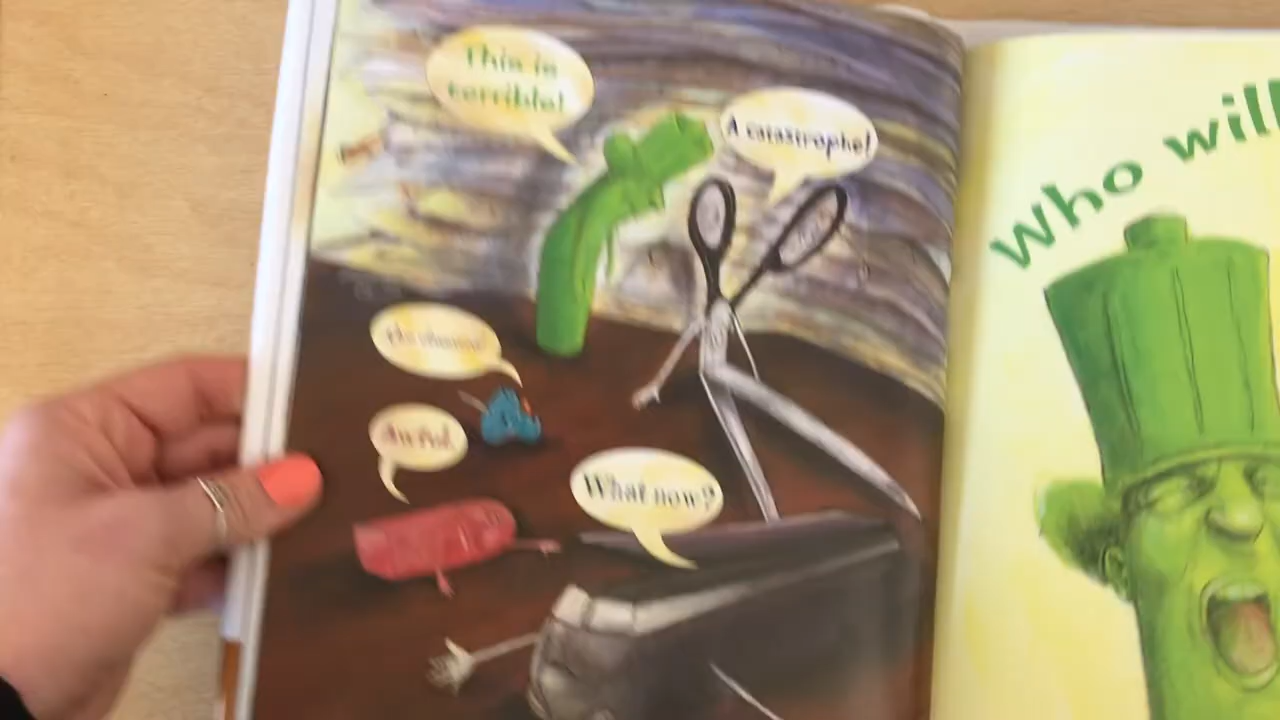 This is
terrible!
A catastrophe!
Awful.
What now?
Who will